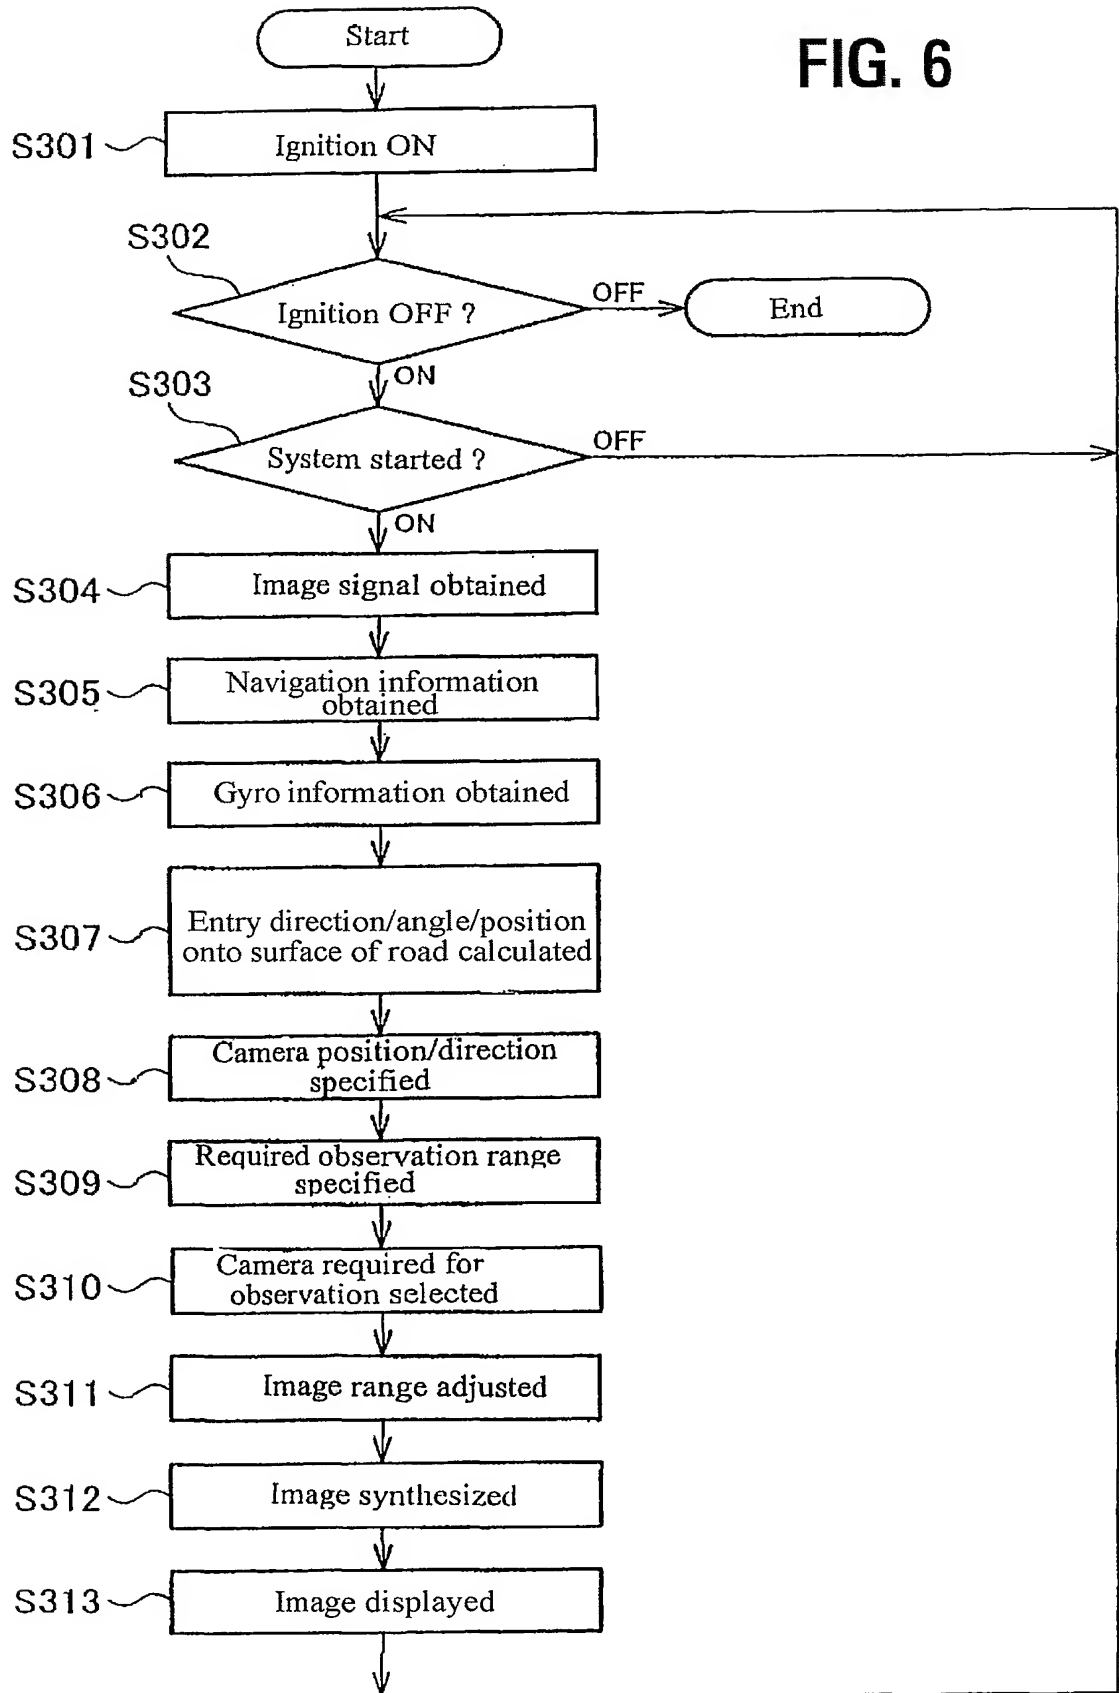 FIG. 6
Start
S301
Ignition ON
S302
Ignition OFF ?
OFF
End
ON
S303
System started ?
OFF
ON
S304
Image signal obtained
S305
Navigation information
obtained
S306
Gyro information obtained
S307
Entry direction/angle/position
onto surface of road calculated
S308
Camera position/direction
specified
S309
Required observation range
specified
S310
Camera required for
observation selected
S311
Image range adjusted
S312
Image synthesized
S313
Image displayed